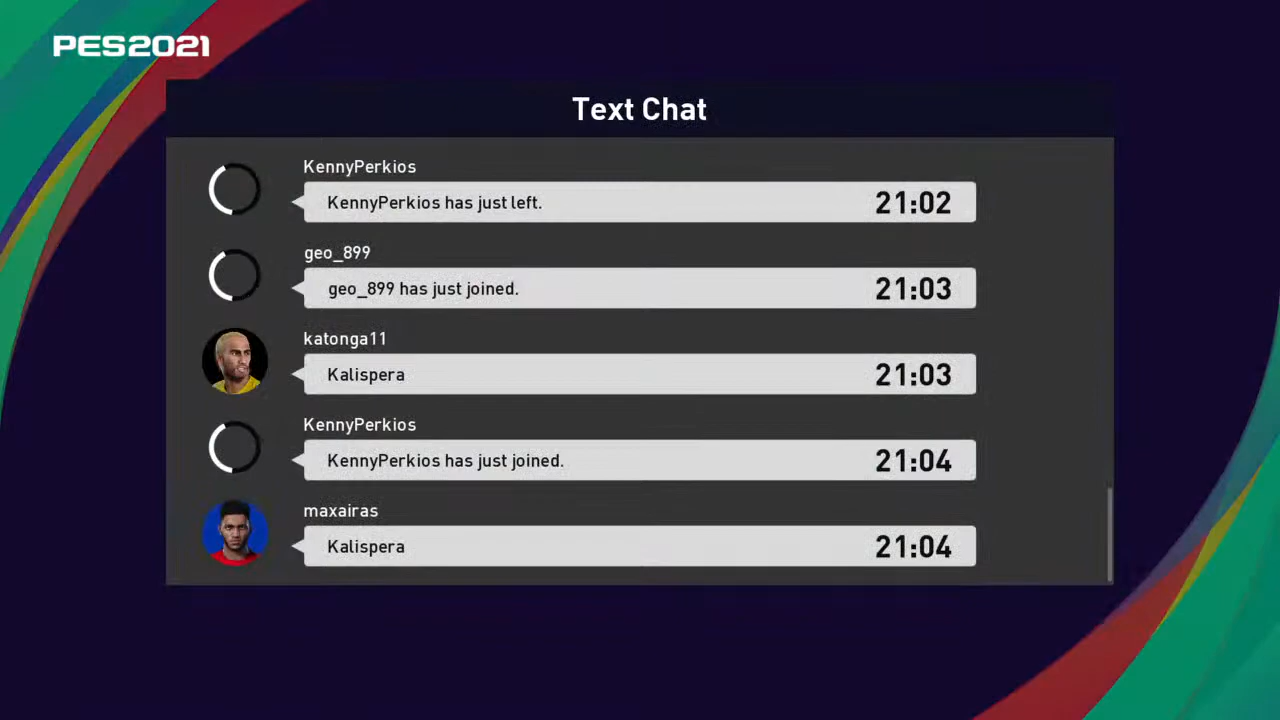 PES2021
Text Chat
KennyPerkios
KennyPerkios has just left. 21:02
geo_899
geo_899 has just joined. 21:03
katonga11
Kalispera 21:03
KennyPerkios
KennyPerkios has just joined. 21:04
maxairas
Kalispera 21:04